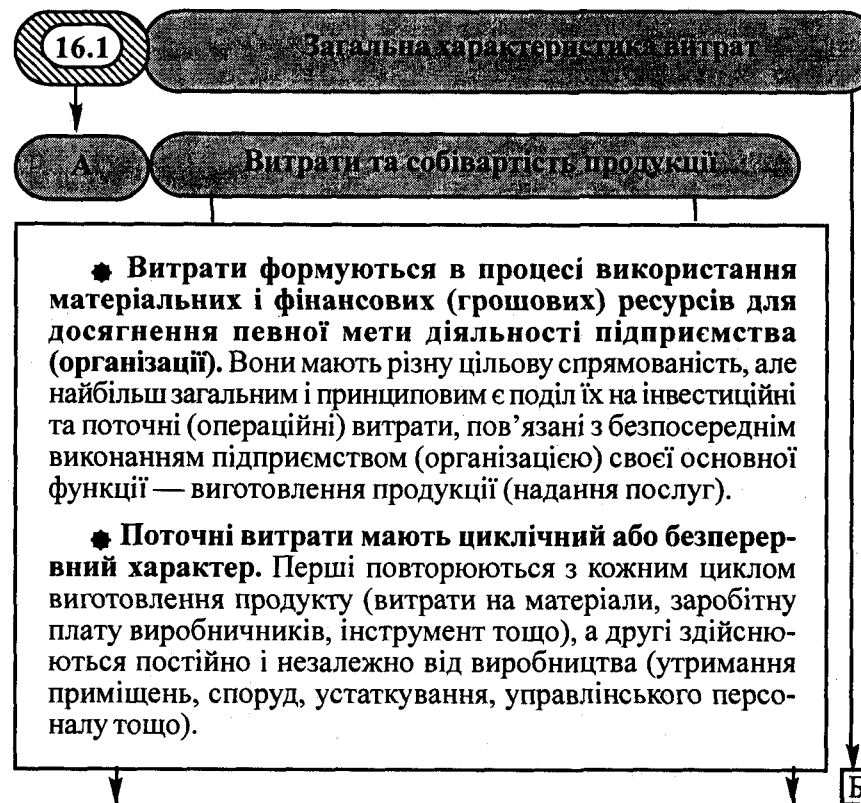 16.1 Загальна характеристика витрат
А Витрати та собівартість продукції
Витрати формуються в процесі використання
матеріальних і фінансових (грошових) ресурсів для
досягнення певної мети діяльності підприємства
(організації). Вони мають різну цільову спрямованість, але
найбільш загальним і принциповим є поділ їх на інвестиційні
та поточні (операційні) витрати, пов’язані з безпосереднім
виконанням підприємством (організацією) своєї основної
функції — виготовлення продукції (надання послуг).
Поточні витрати мають циклічний або безперер-
вний характер. Перші повторюються з кожним циклом
виготовлення продукту (витрати на матеріали, заробітну
плату виробничників, інструмент тощо), а другі здійсню-
ються постійно і незалежно від виробництва (утримання
приміщень, споруд, устаткування, управлінського персо-
налу тощо).
Б